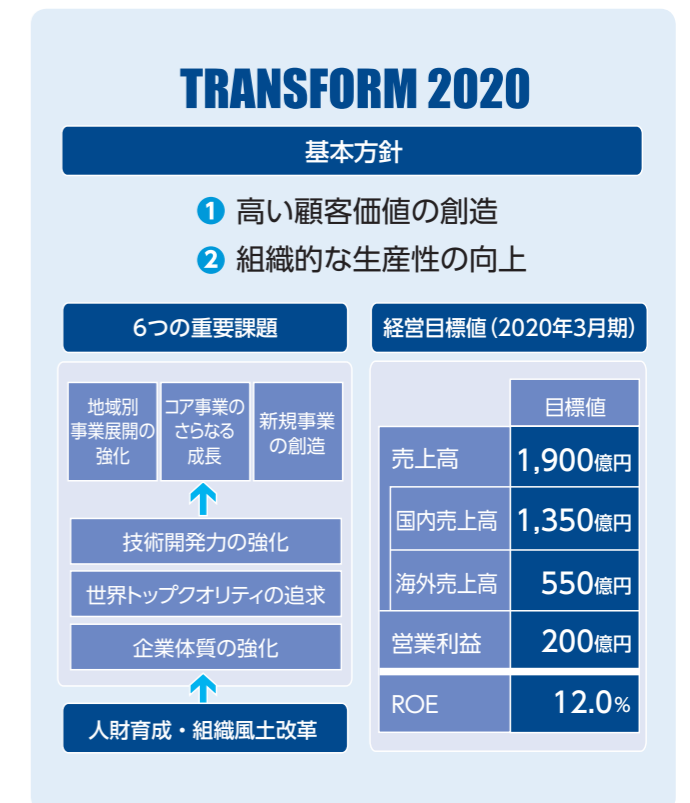 TRANSFORM 2020
基本方針
❶ 高い顧客価値の創造
❷ 組織的な生産性の向上
6つの重要課題
地域別
事業展開の
強化
コア事業の
さらなる
成長
新規事業
の創造
技術開発力の強化
世界トップクオリティの追求
企業体質の強化
人財育成・組織風土改革
経営目標値(2020年3月期)
目標値
売上高 1,900億円
国内売上高 1,350億円
海外売上高 550億円
営業利益 200億円
ROE 12.0%